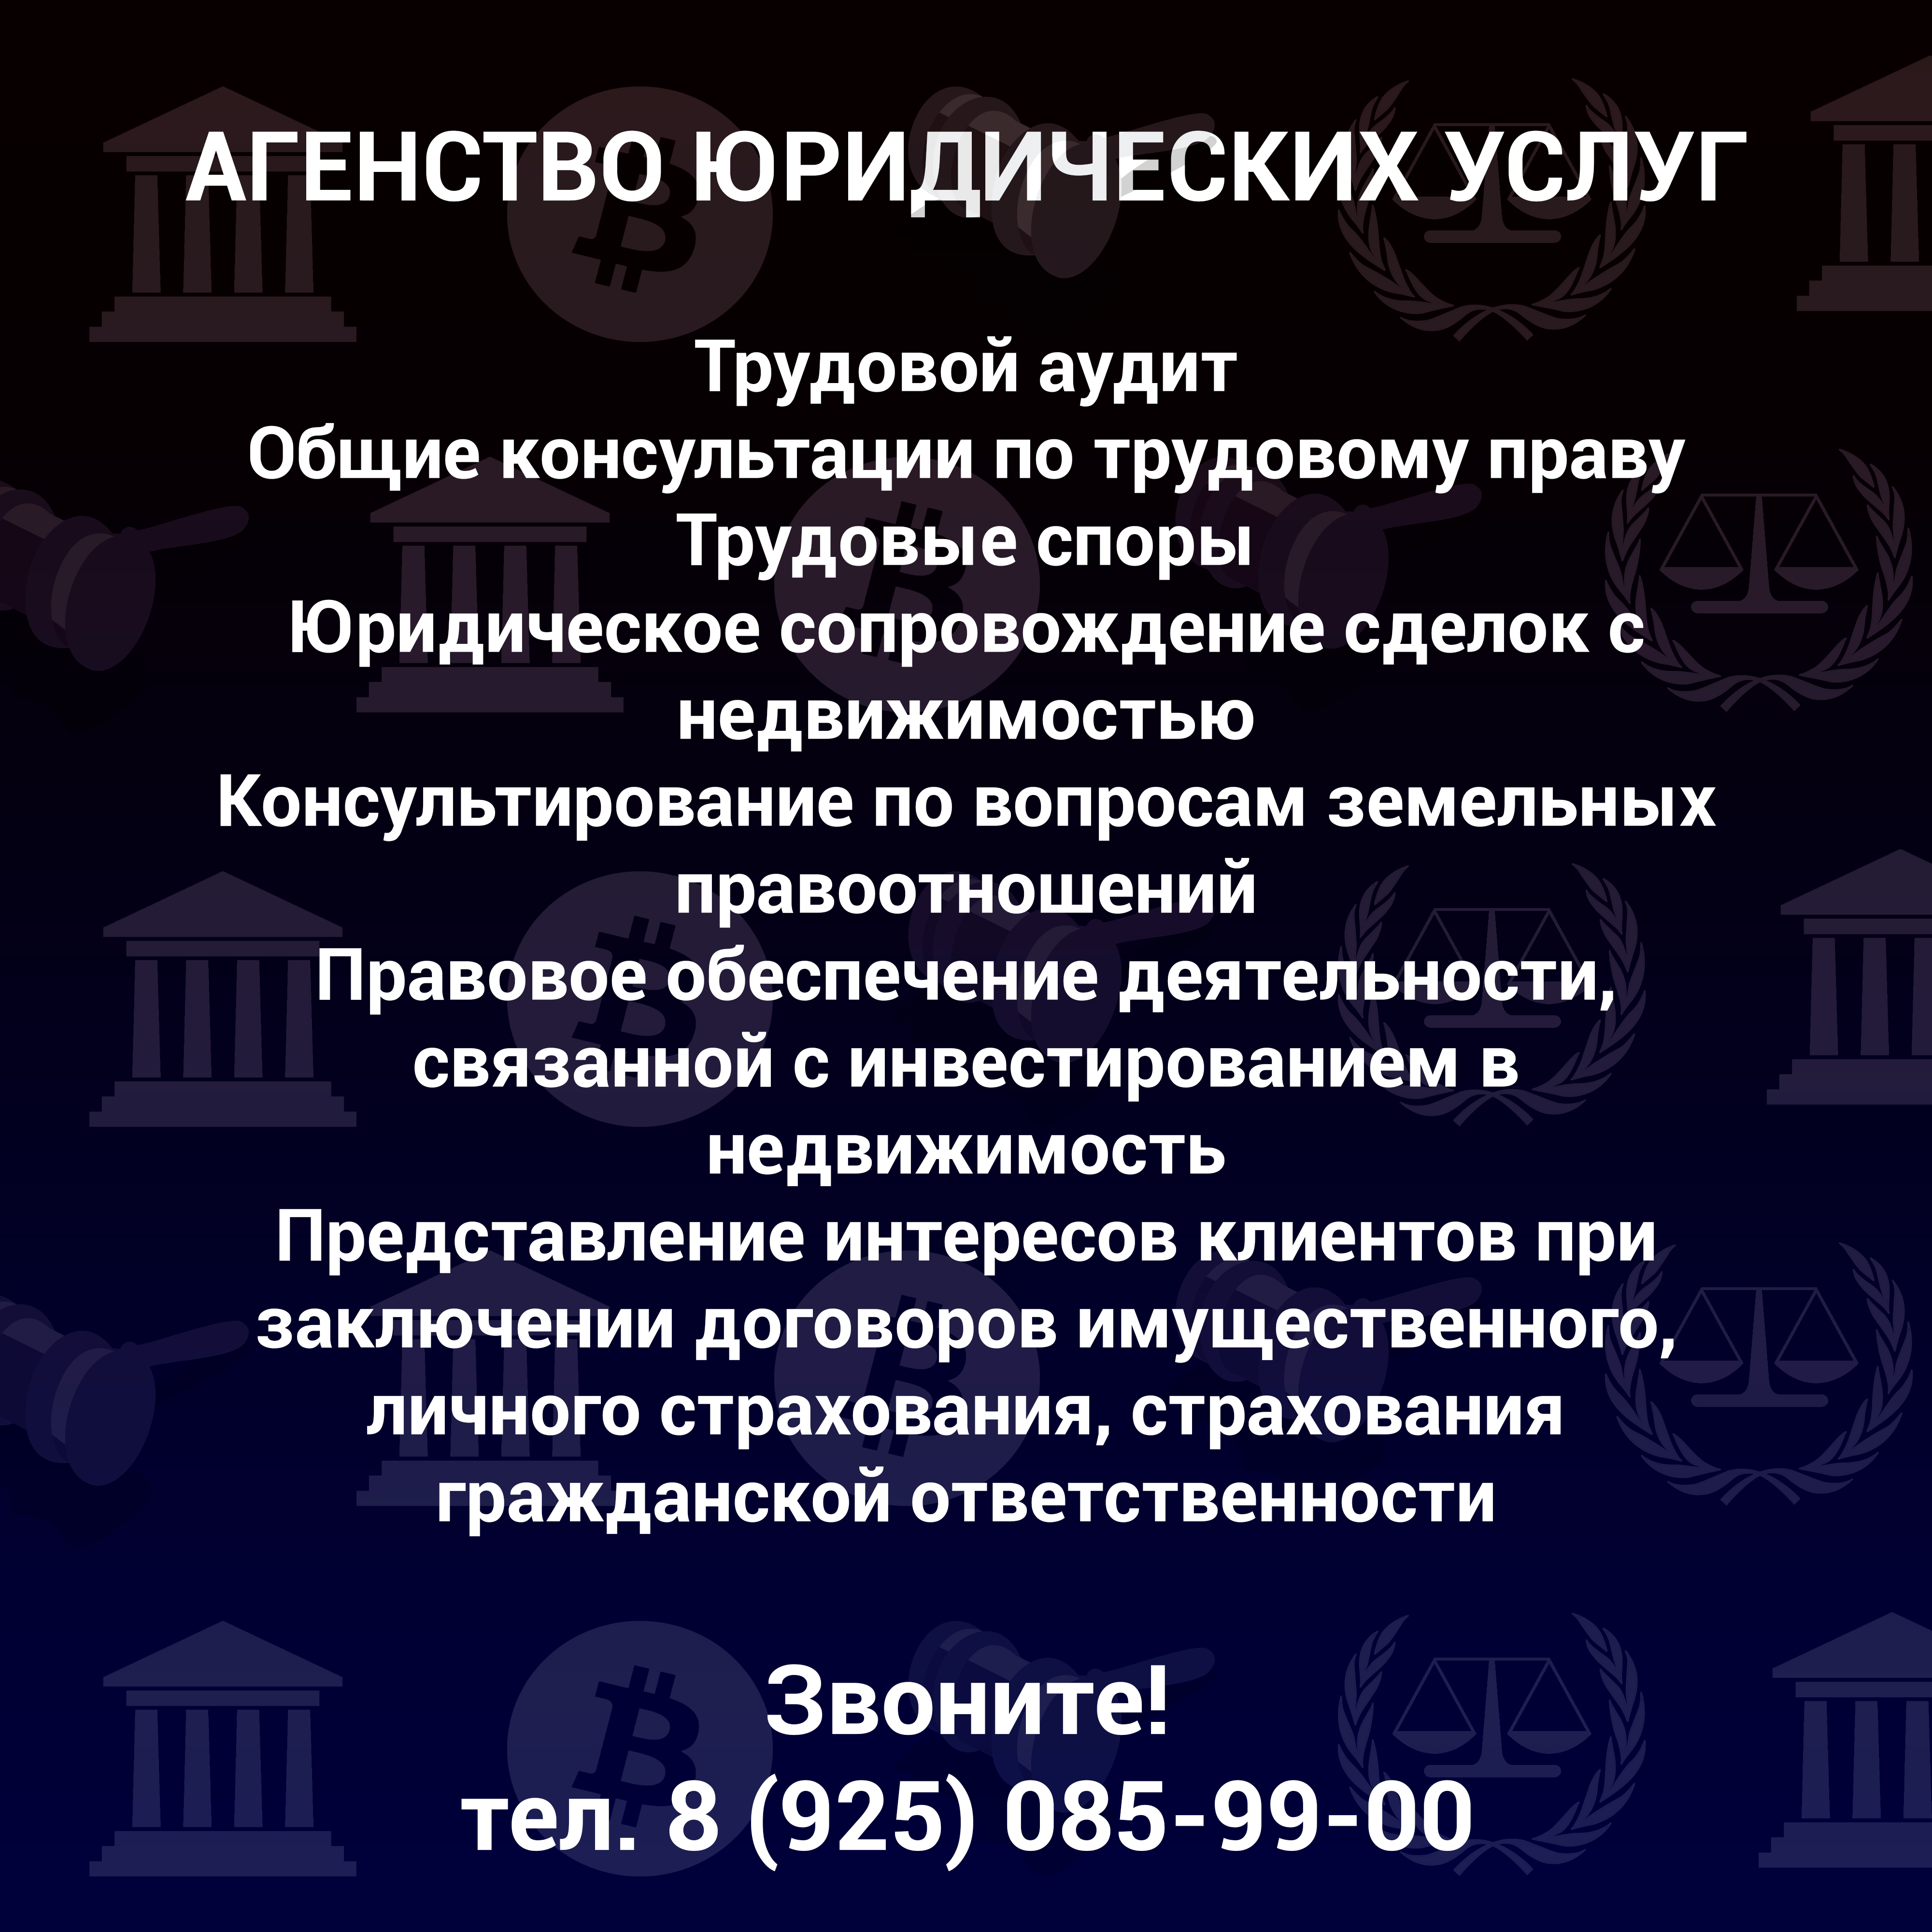 АГЕНСТВО ЮРИДИЧЕСКИХ УСЛУГ
Трудовой аудит
Общие консультации по трудовому праву
Трудовые споры
Юридическое сопровождение сделок с
недвижимостью
Консультирование по вопросам земельных
правоотношений
Правовое обеспечение деятельности,
связанной с инвестированием в
недвижимость
Представление интересов клиентов при
заключении договоров имущественного,
личного страхования, страхования
гражданской ответственности
Звоните!
тел. 8 (925) 085-99-00